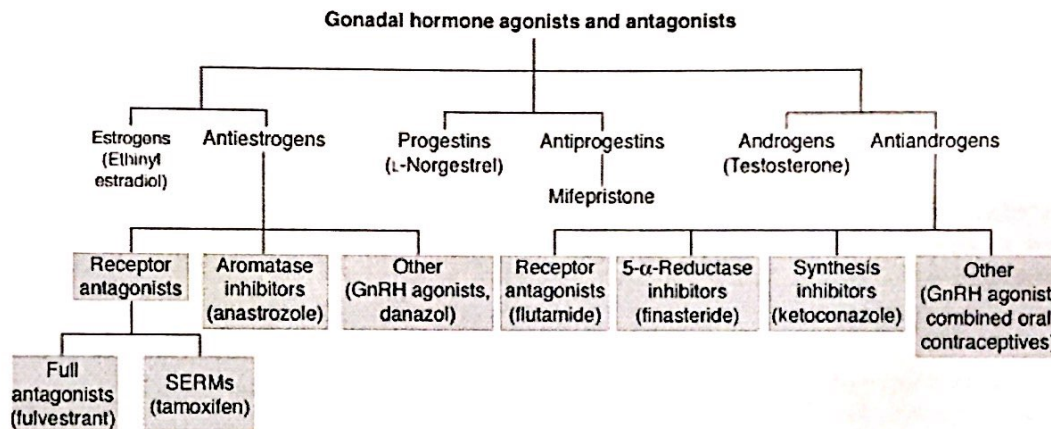 Gonadal hormone agonists and antagonists
Estrogens
(Ethinyl
estradiol)
Antiestrogens
Progestins
(L-Norgestrel)
Antiprogestins
Androgens
(Testosterone)
Antiandrogens
Mifepristone
Receptor
antagonists
Aromatase
inhibitors
(anastrozole)
Other
(GnRH agonists,
danazol)
Receptor
antagonists
(flutamide)
5-α-Reductase
inhibitors
(finasteride)
Synthesis
inhibitors
(ketoconazole)
Other
(GnRH agonist
combined oral
contraceptives)
Full
antagonists
(fulvestrant)
SERMs
(tamoxifen)